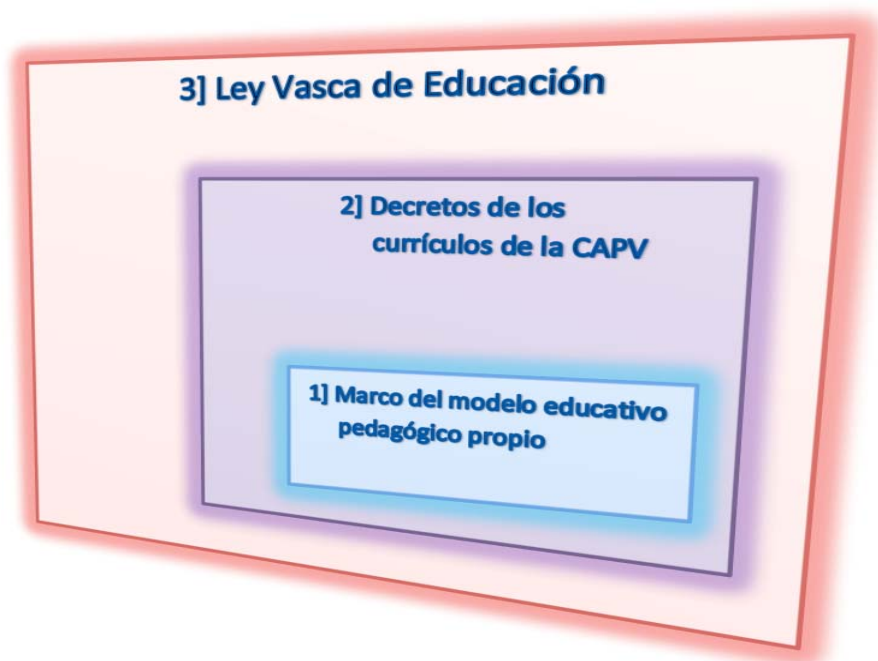 3] Ley Vasca de Educación
2] Decretos de los
currículos de la CAPV
1] Marco del modelo educativo
pedagógico propio